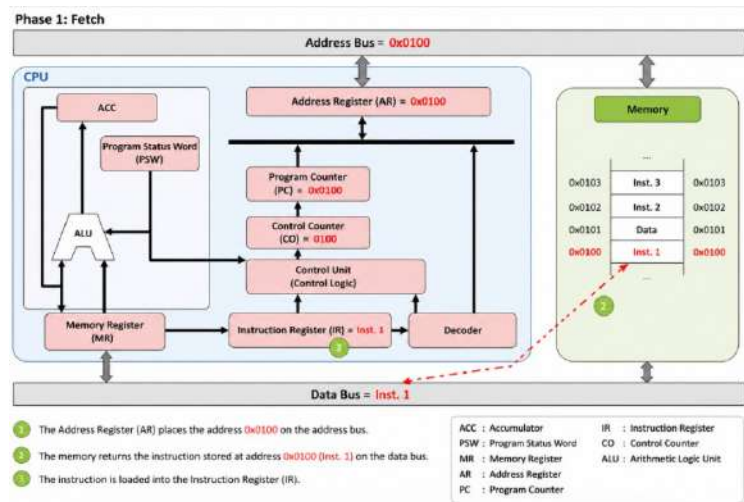 Phase 1: Fetch
Address Bus = 0x0100
CPU
ACC
Program Status Word
(PSW)
ALU
Memory Register
(MR)
Address Register (AR) = 0x0100
Program Counter
(PC) = 0x0100
Control Counter
(CO) = 0100
Control Unit
(Control Logic)
Instruction Register (IR) = Inst. 1
3
Decoder
Memory
...
0x0103 Inst. 3 0x0103
0x0102 Inst. 2 0x0102
0x0101 Data 0x0101
0x0100 Inst. 1 0x0100
...
2
Data Bus = Inst. 1
1 The Address Register (AR) places the address 0x0100 on the address bus.
2 The memory returns the instruction stored at address 0x0100 (Inst. 1) on the data bus.
3 The instruction is loaded into the Instruction Register (IR).
ACC : Accumulator
PSW : Program Status Word
MR : Memory Register
AR : Address Register
PC : Program Counter
IR : Instruction Register
CO : Control Counter
ALU : Arithmetic Logic Unit